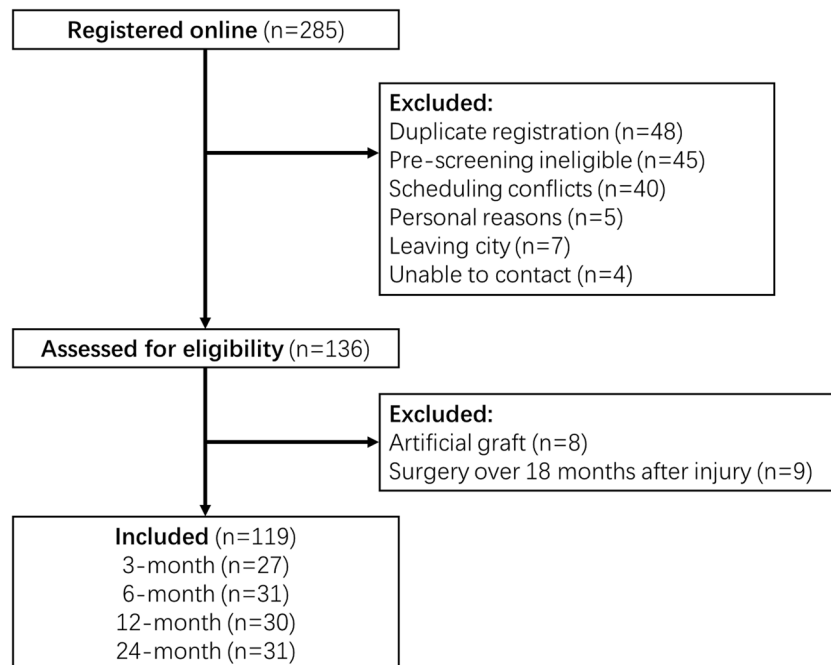 Registered online (n=285)
Excluded:
Duplicate registration (n=48)
Pre-screening ineligible (n=45)
Scheduling conflicts (n=40)
Personal reasons (n=5)
Leaving city (n=7)
Unable to contact (n=4)
Assessed for eligibility (n=136)
Excluded:
Artificial graft (n=8)
Surgery over 18 months after injury (n=9)
Included (n=119)
3-month (n=27)
6-month (n=31)
12-month (n=30)
24-month (n=31)